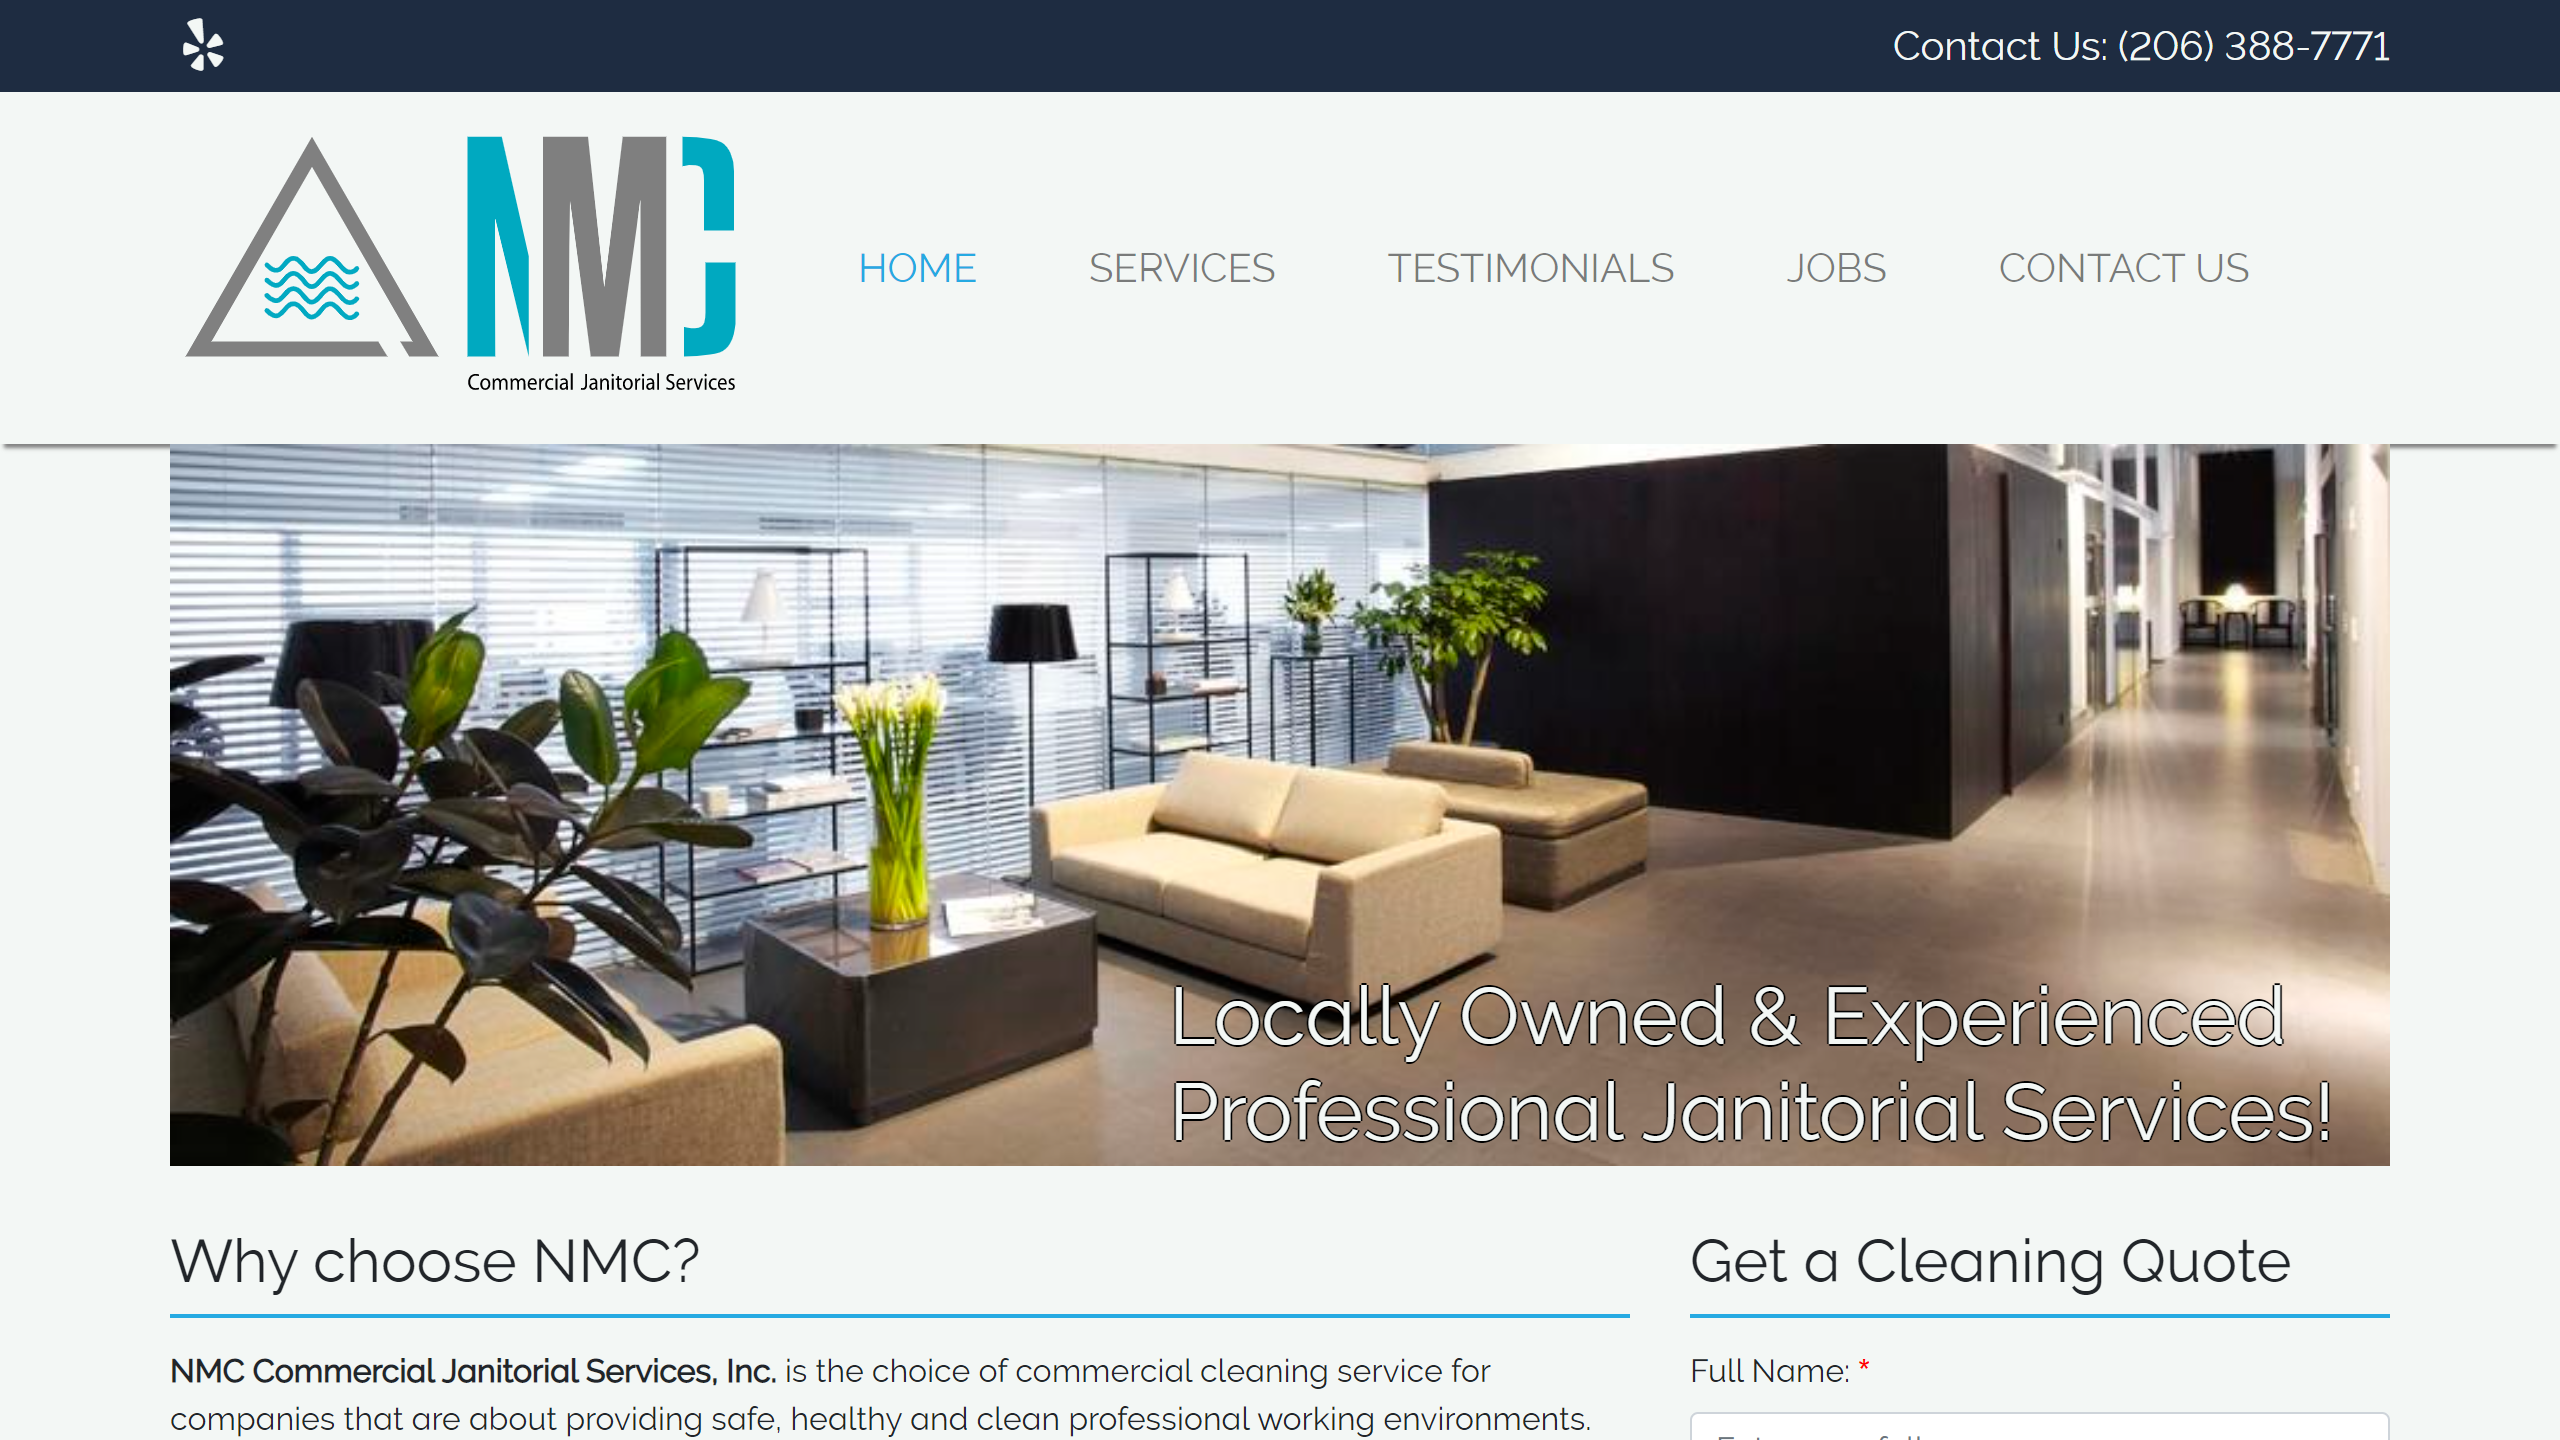 Contact Us: (206) 388-7771
NMC
Commercial Janitorial Services
HOME
SERVICES
TESTIMONIALS
JOBS
CONTACT US
Locally Owned & Experienced
Professional Janitorial Services!
Why choose NMC?
NMC Commercial Janitorial Services, Inc. is the choice of commercial cleaning service for
companies that are about providing safe, healthy and clean professional working environments.
Get a Cleaning Quote
Full Name: *